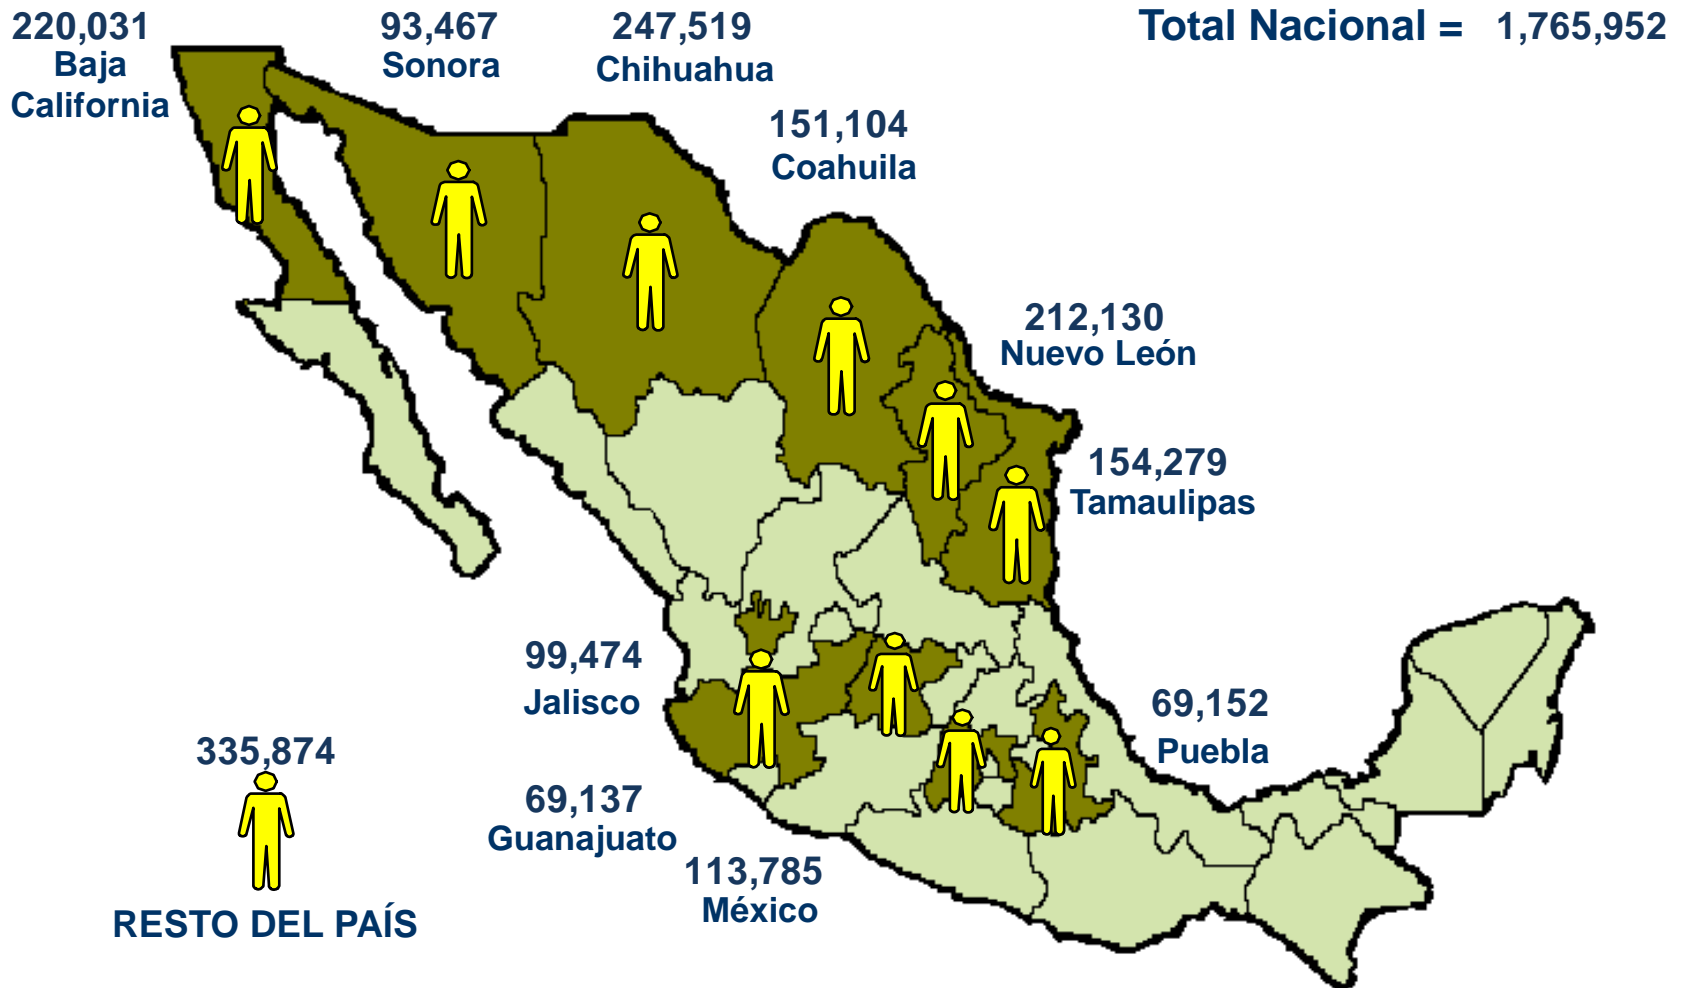 Total Nacional = 1,765,952
220,031
Baja
California
93,467
Sonora
247,519
Chihuahua
151,104
Coahuila
212,130
Nuevo León
154,279
Tamaulipas
99,474
Jalisco
69,152
Puebla
335,874
RESTO DEL PAÍS
69,137
Guanajuato
113,785
México